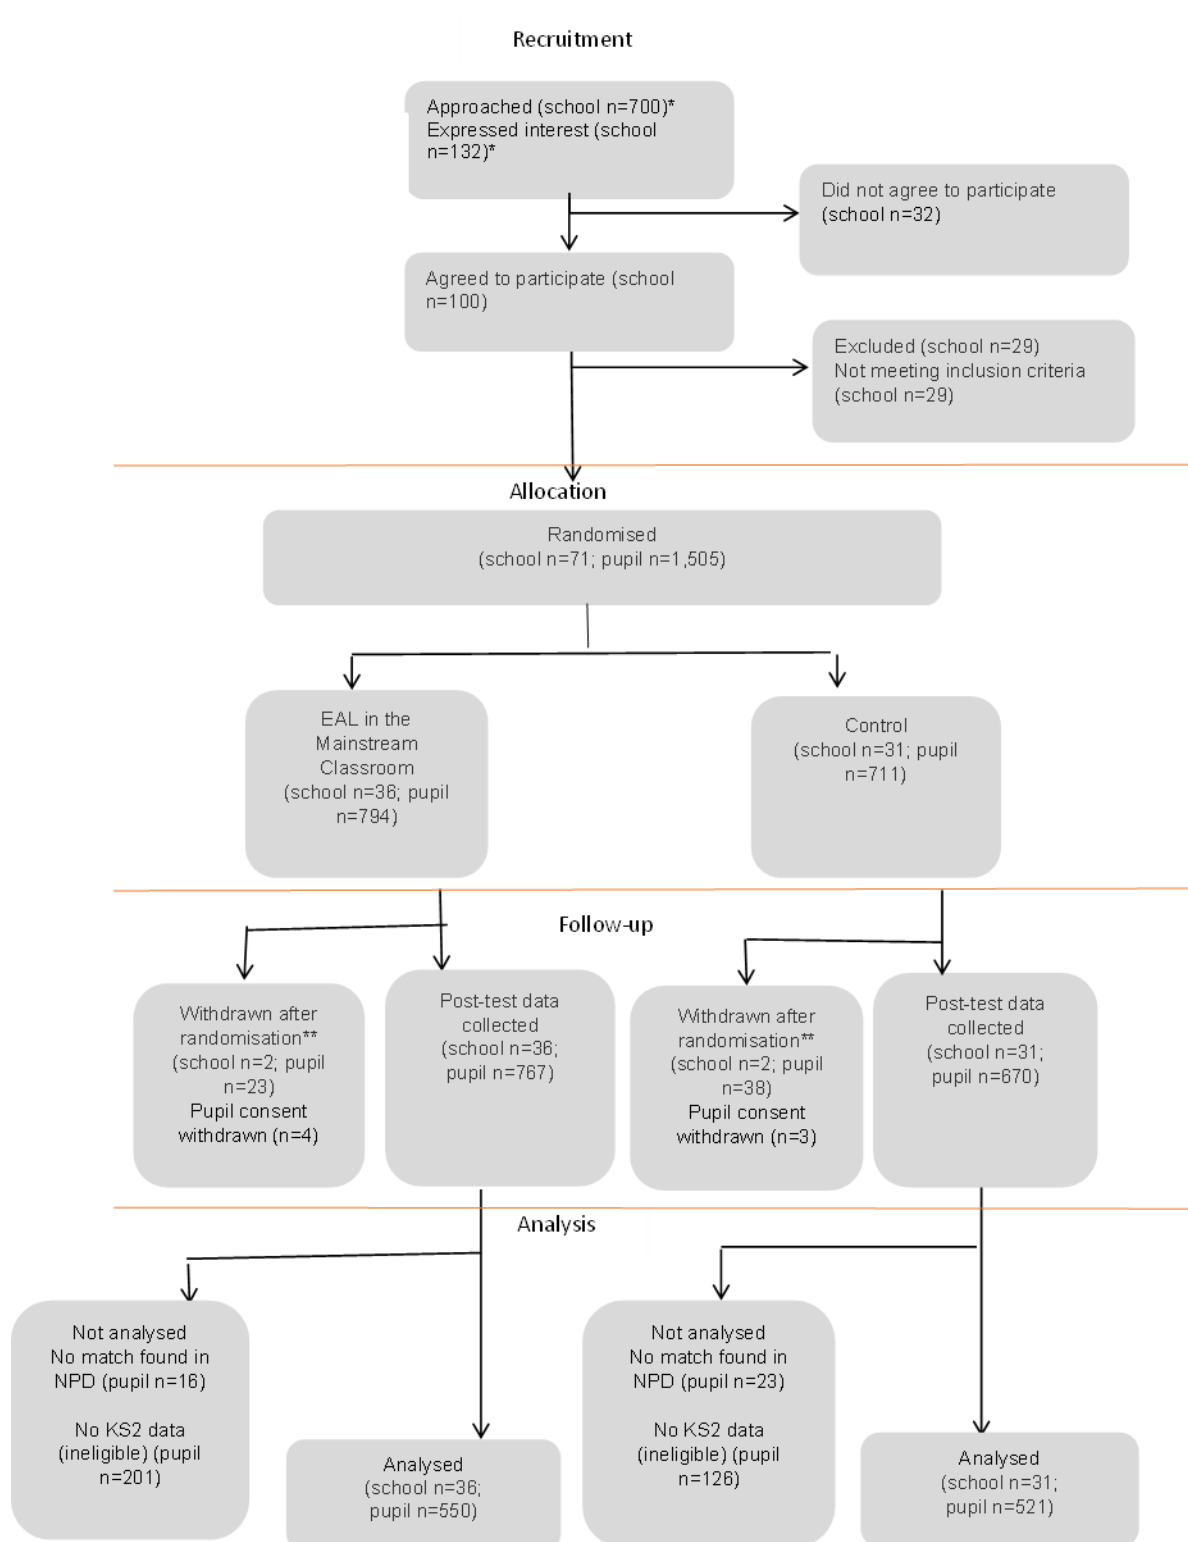 Recruitment
Approached (school n=700)*
Expressed interest (school
n=132)*
Did not agree to participate
(school n=32)
Agreed to participate (school
n=100)
Excluded (school n=29)
Not meeting inclusion criteria
(school n=29)
Allocation
Randomised
(school n=71; pupil n=1,505)
EAL in the
Mainstream
Classroom
(school n=36; pupil
n=794)
Control
(school n=31; pupil
n=711)
Follow-up
Withdrawn after
randomisation**
(school n=2; pupil
n=23)
Pupil consent
withdrawn (n=4)
Post-test data
collected
(school n=36;
pupil n=767)
Withdrawn after
randomisation**
(school n=2; pupil
n=38)
Pupil consent
withdrawn (n=3)
Post-test data
collected
(school n=31;
pupil n=670)
Analysis
Not analysed
No match found in
NPD (pupil n=16)
No KS2 data
(ineligible) (pupil
n=201)
Analysed
(school n=36;
pupil n=550)
Not analysed
No match found in
NPD (pupil n=23)
No KS2 data
(ineligible) (pupil
n=126)
Analysed
(school n=31;
pupil n=521)